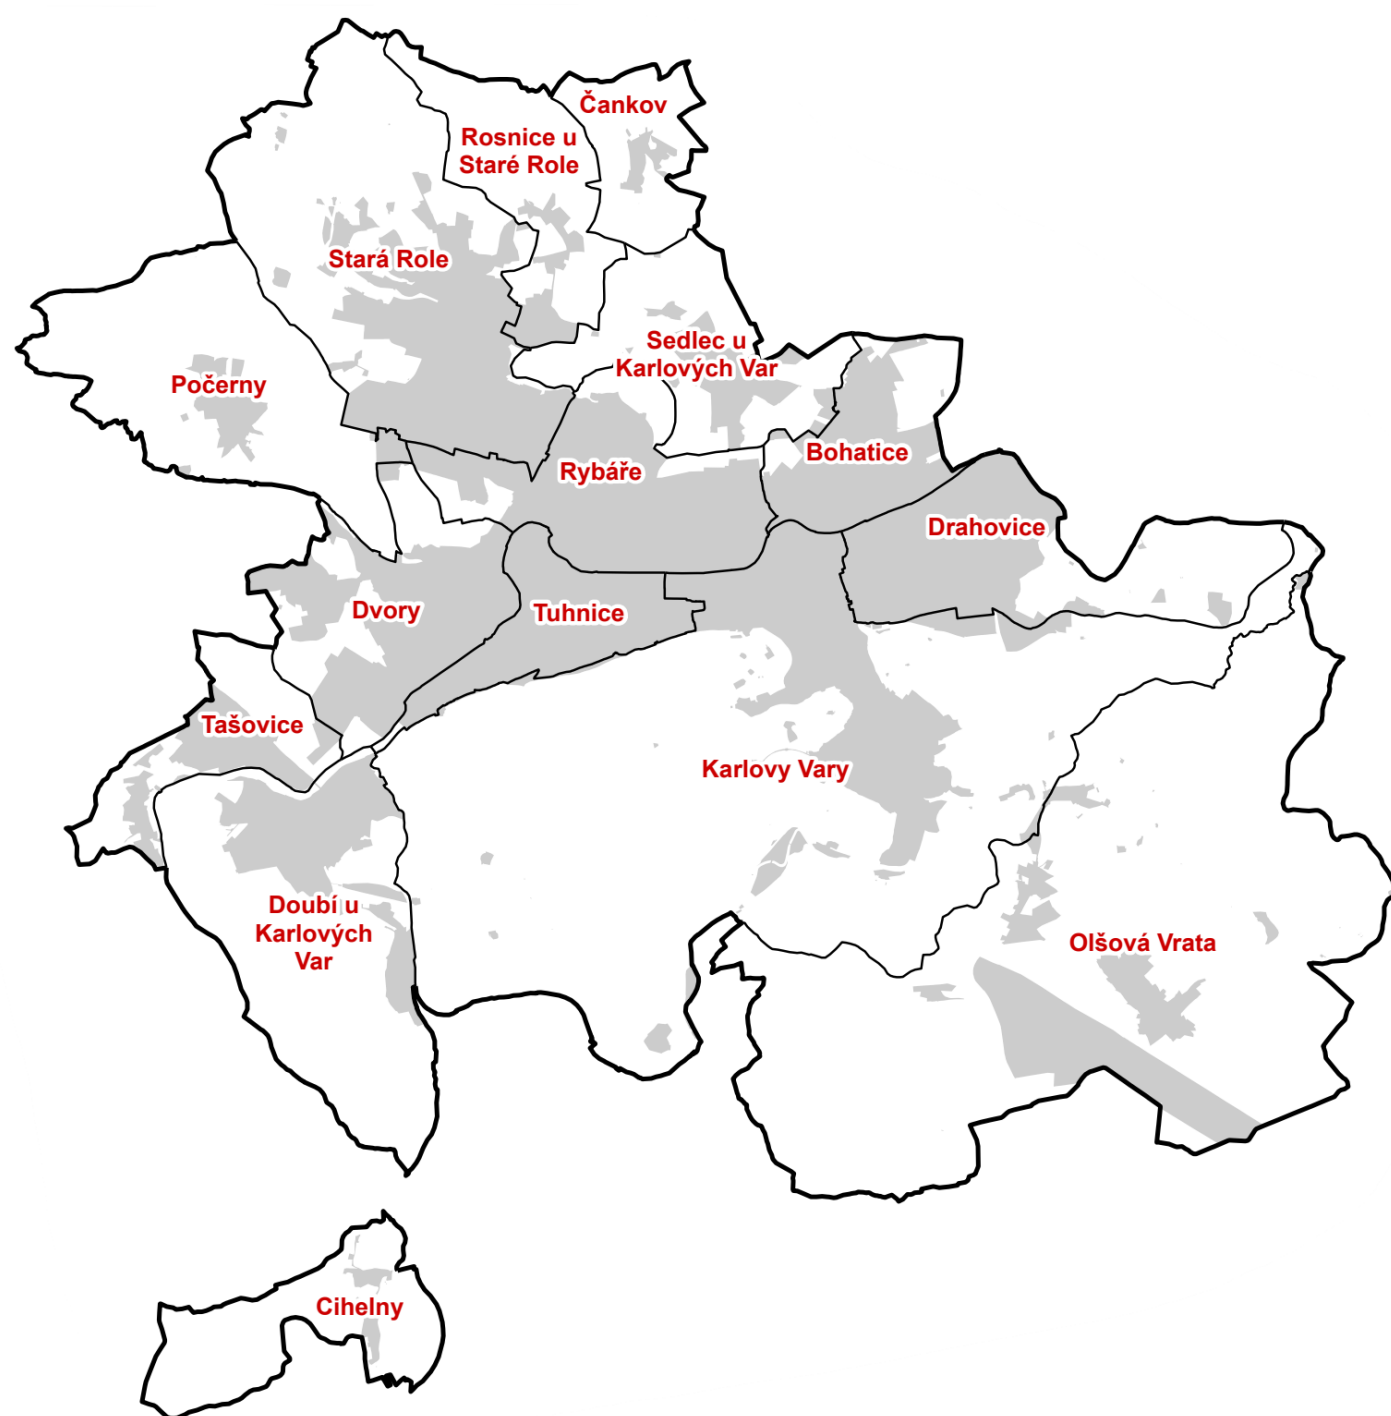 Čankov
Rosnice u
Staré Role
Stará Role
Sedlec u
Karlových Var
Počerny
Bohatice
Rybáře
Drahovice
Dvory
Tuhnice
Tašovice
Karlovy Vary
Doubí u
Karlových
Var
Olšová Vrata
Cihelny